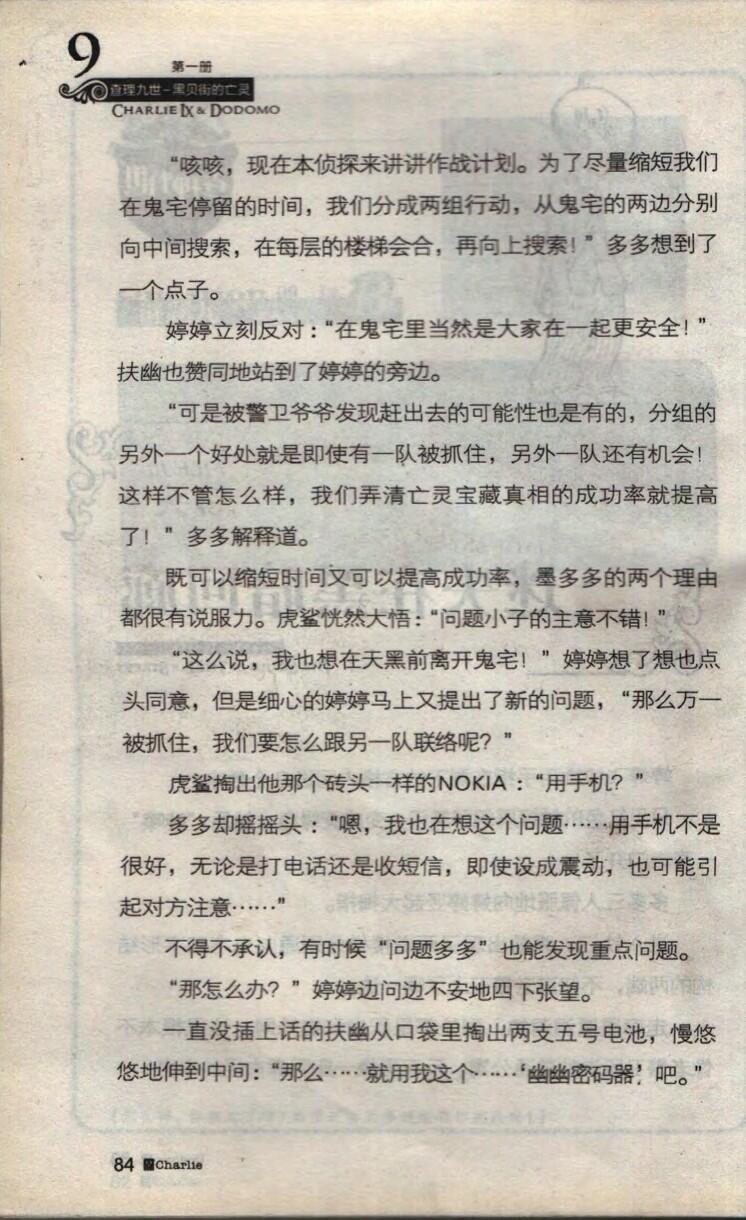 9
第一册
查理九世－黑贝街的亡灵
CHARLIE IX & DODOMO
“咳咳，现在本侦探来讲讲作战计划。为了尽量缩短我们
在鬼宅停留的时间，我们分成两组行动，从鬼宅的两边分别
向中间搜索，在每层的楼梯会合，再向上搜索！”多多想到了
一个点子。
婷婷立刻反对：“在鬼宅里当然是大家在一起更安全！”
扶幽也赞同地站到了婷婷的旁边。
“可是被警卫爷爷发现赶出去的可能性也是有的，分组的
另外一个好处就是即使有一队被抓住，另外一队还有机会！
这样不管怎么样，我们弄清亡灵宝藏真相的成功率就提高
了！”多多解释道。
既可以缩短时间又可以提高成功率，墨多多的两个理由
都很有说服力。虎鲨恍然大悟：“问题小子的主意不错！”
“这么说，我也想在天黑前离开鬼宅！”婷婷想了想也点
头同意，但是细心的婷婷马上又提出了新的问题，“那么万一
被抓住，我们要怎么跟另一队联络呢？”
虎鲨掏出他那个砖头一样的NOKIA：“用手机？”
多多却摇摇头：“嗯，我也在想这个问题……用手机不是
很好，无论是打电话还是收短信，即使设成震动，也可能引
起对方注意……”
不得不承认，有时候“问题多多”也能发现重点问题。
“那怎么办？”婷婷边问边不安地四下张望。
一直没插上话的扶幽从口袋里掏出两支五号电池，慢悠
悠地伸到中间：“那么……就用我这个……‘幽幽密码器’吧。”
84 Charlie